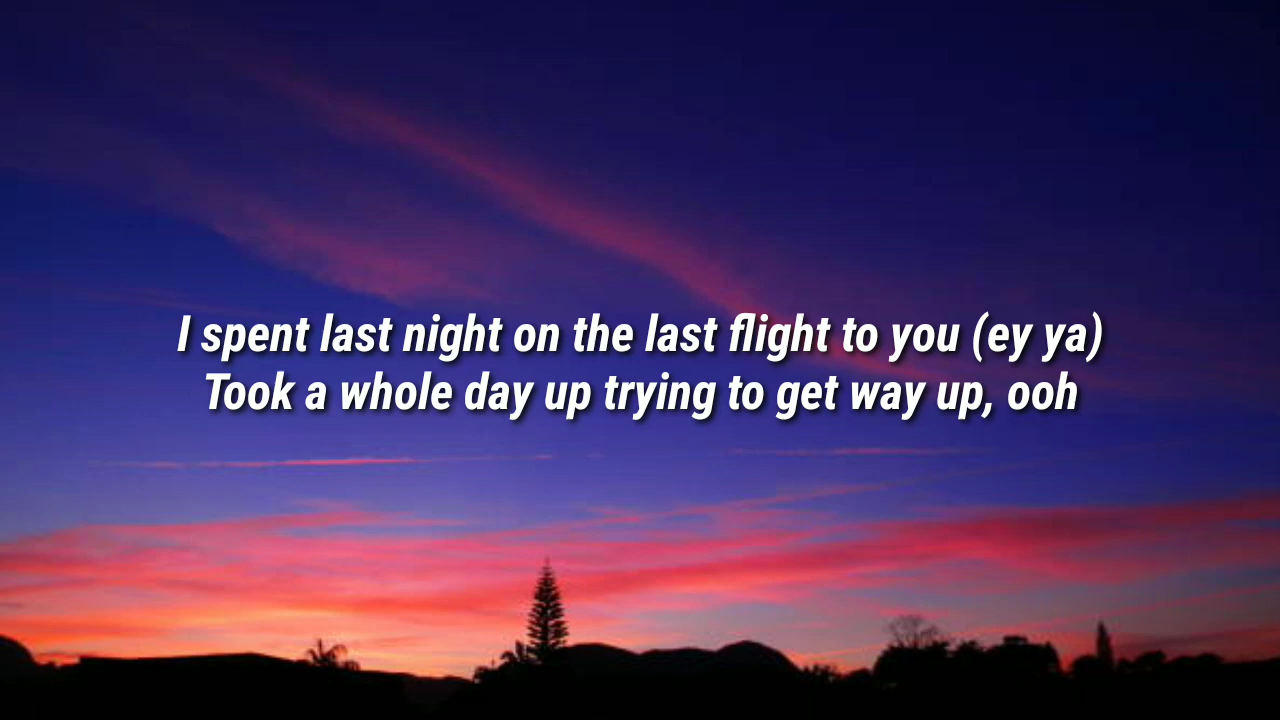 I spent last night on the last flight to you (ey ya)
Took a whole day up trying to get way up, ooh